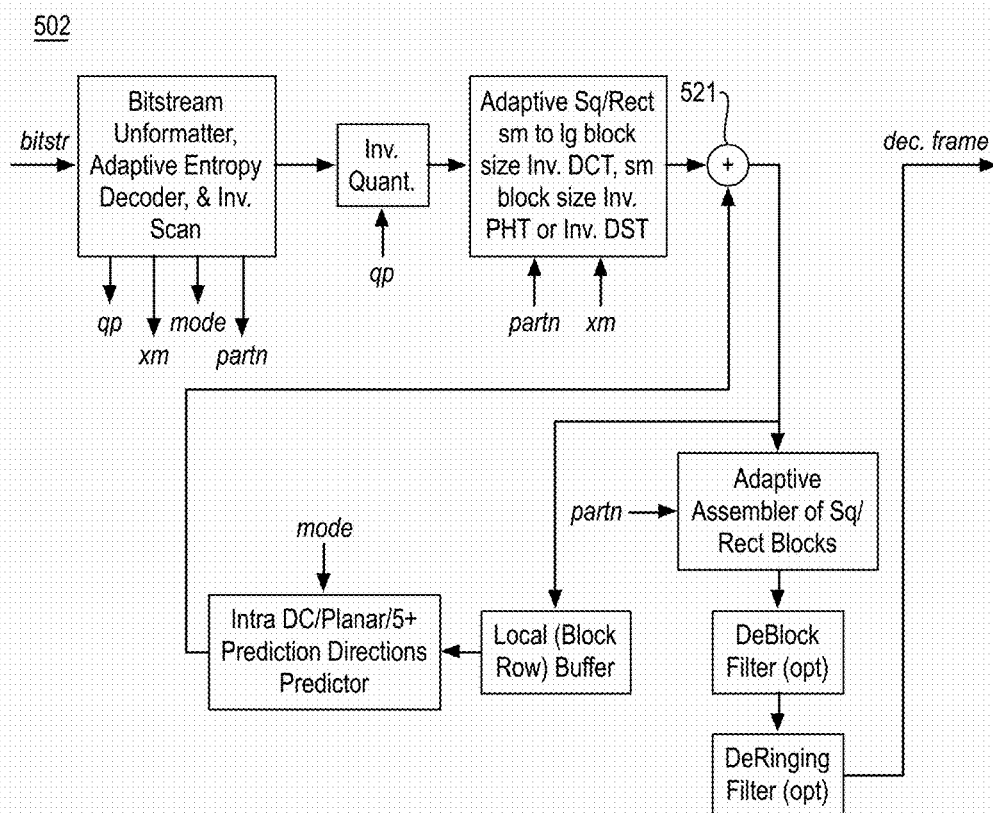 502
bitstr
Bitstream
Unformatter,
Adaptive Entropy
Decoder, & Inv.
Scan
Inv.
Quant.
Adaptive Sq/Rect
sm to lg block
size Inv. DCT, sm
block size Inv.
PHT or Inv. DST
521
+
dec. frame
qp
xm
mode
partn
qp
partn
xm
partn
Adaptive
Assembler of Sq/
Rect Blocks
mode
Intra DC/Planar/5+
Prediction Directions
Predictor
Local (Block
Row) Buffer
DeBlock
Filter (opt)
DeRinging
Filter (opt)